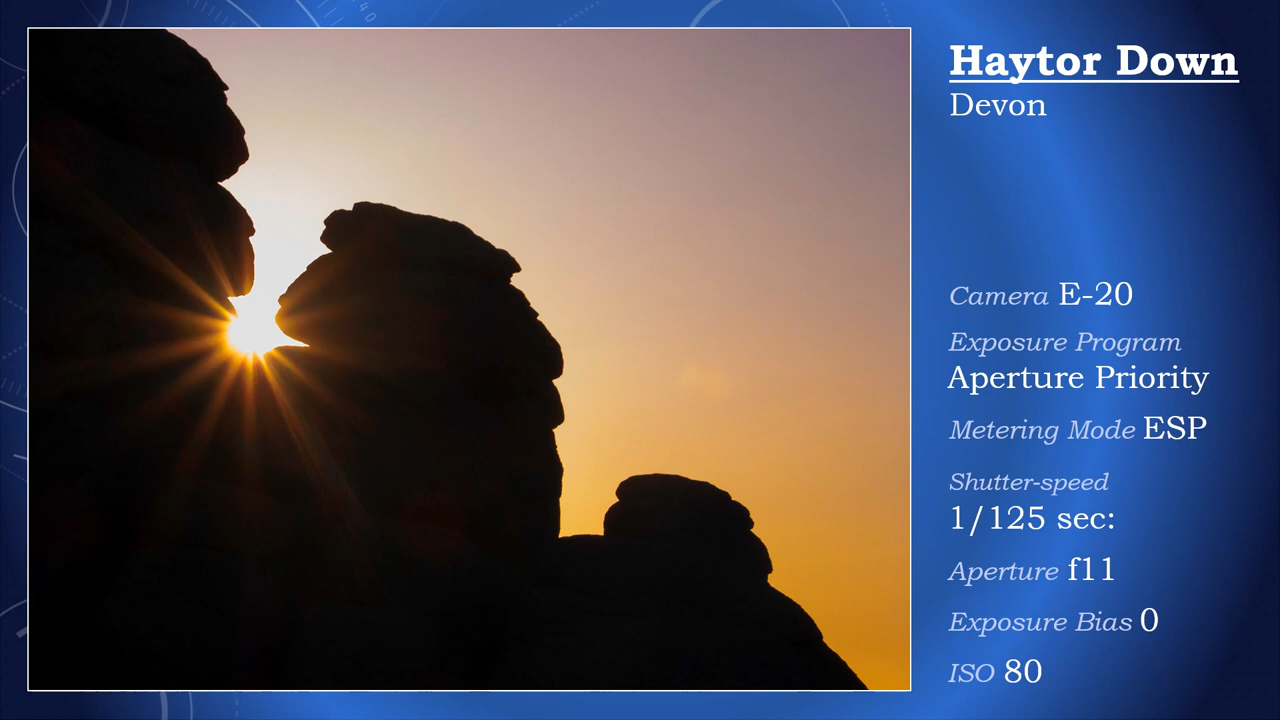 Haytor Down
Devon
Camera E-20
Exposure Program
Aperture Priority
Metering Mode ESP
Shutter-speed
1/125 sec:
Aperture f11
Exposure Bias 0
ISO 80
40